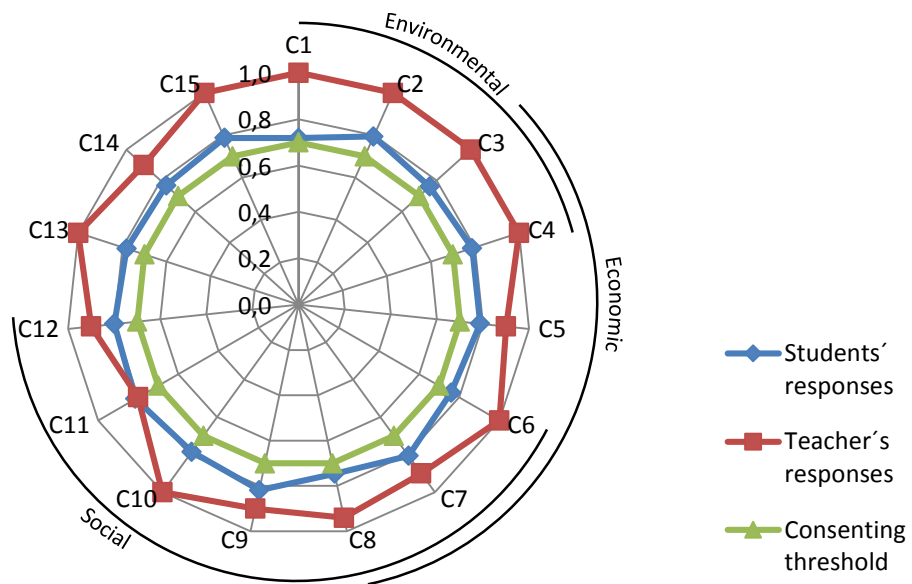 Environmental
C1
C15
1,0
C2
C14
0,8
C3
0,6
C13
0,4
C4
0,2
Economic
C12
0,0
C5
C11
C6
C10
C7
C9
C8
Social
Students´
responses
Teacher´s
responses
Consenting
threshold